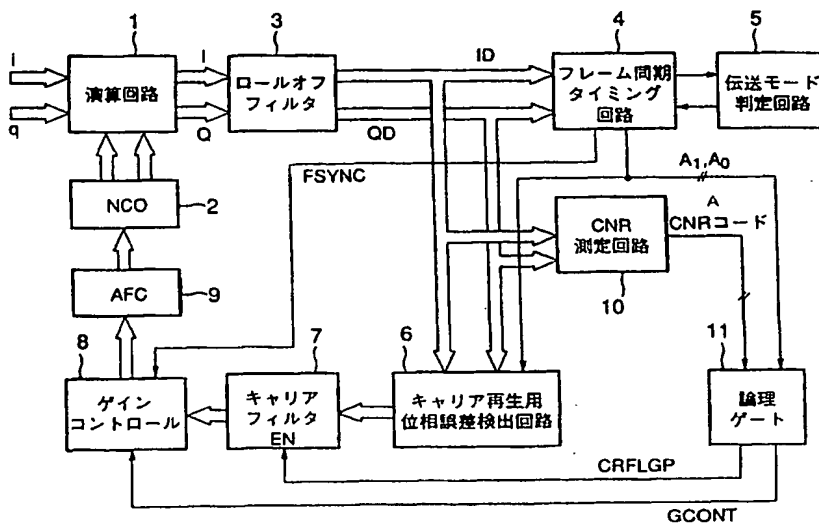 1
3
4
5
i
q
演算回路
I
Q
ロールオフ
フィルタ
ID
QD
フレーム同期
タイミング
回路
伝送モード
判定回路
NCO
2
FSYNC
A1,A0
A
CNR
測定回路
10
CNRコード
AFC
9
8
ゲイン
コントロール
7
キャリア
フィルタ
EN
6
キャリア再生用
位相誤差検出回路
11
論理
ゲート
CRFLGP
GCONT